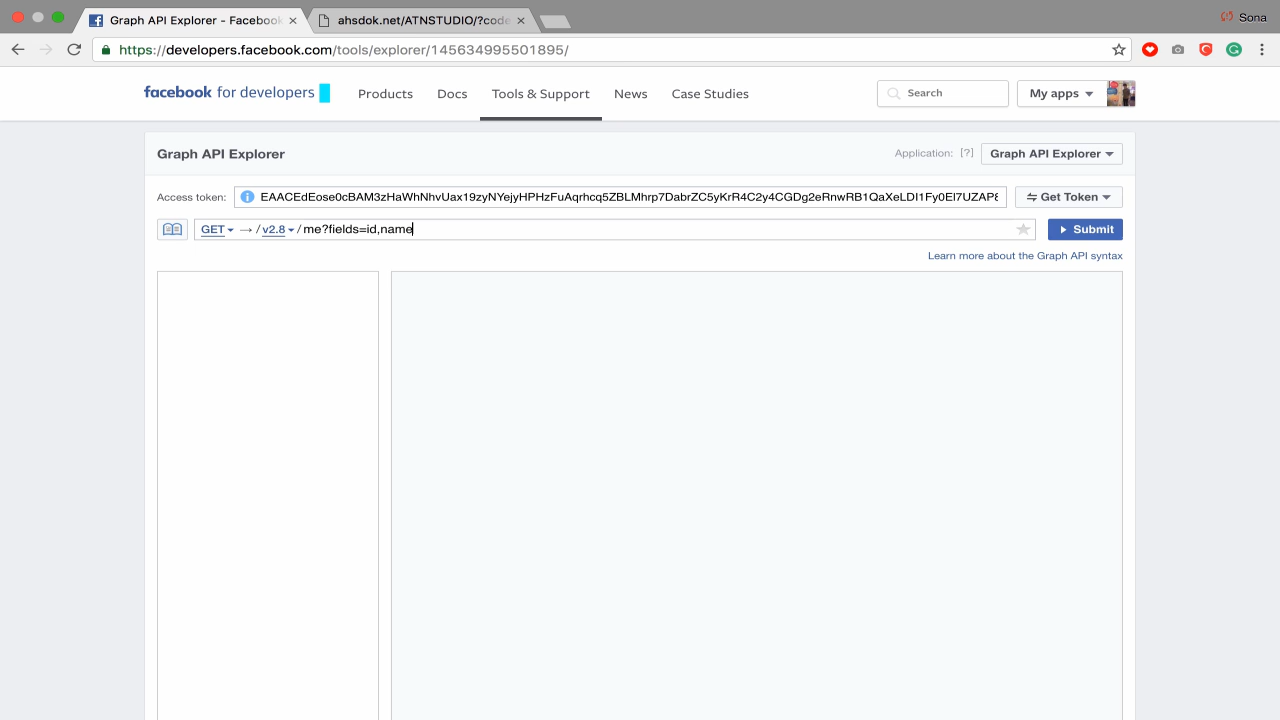 Graph API Explorer - Facebook
ahsdok.net/ATNSTUDIO/?code
Sona
https://developers.facebook.com/tools/explorer/145634995501895/
facebook for developers
Products
Docs
Tools & Support
News
Case Studies
Search
My apps
Graph API Explorer
Application: [?]
Graph API Explorer
Access token:
EAACEdEose0cBAM3zHaWhNhvUax19zyNYejyHPHzFuAqrhcq5ZBLMhrp7DabrZC5yKrR4C2y4CGDg2eRnwRB1QaXeLDI1Fy0El7UZAP8
Get Token
GET → / v2.8 / me?fields=id,name
Submit
Learn more about the Graph API syntax